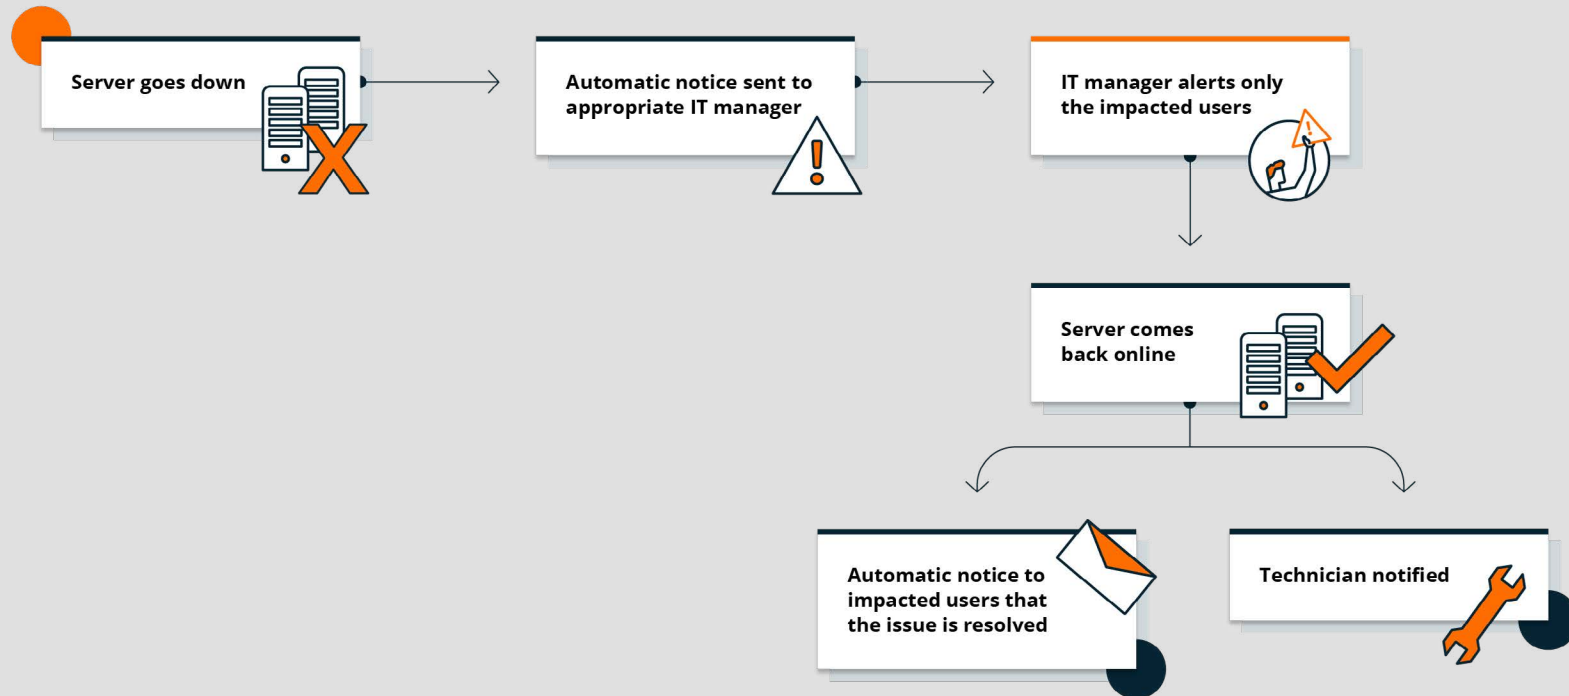 Server goes down
Automatic notice sent to
appropriate IT manager
IT manager alerts only
the impacted users
Server comes
back online
Automatic notice to
impacted users that
the issue is resolved
Technician notified